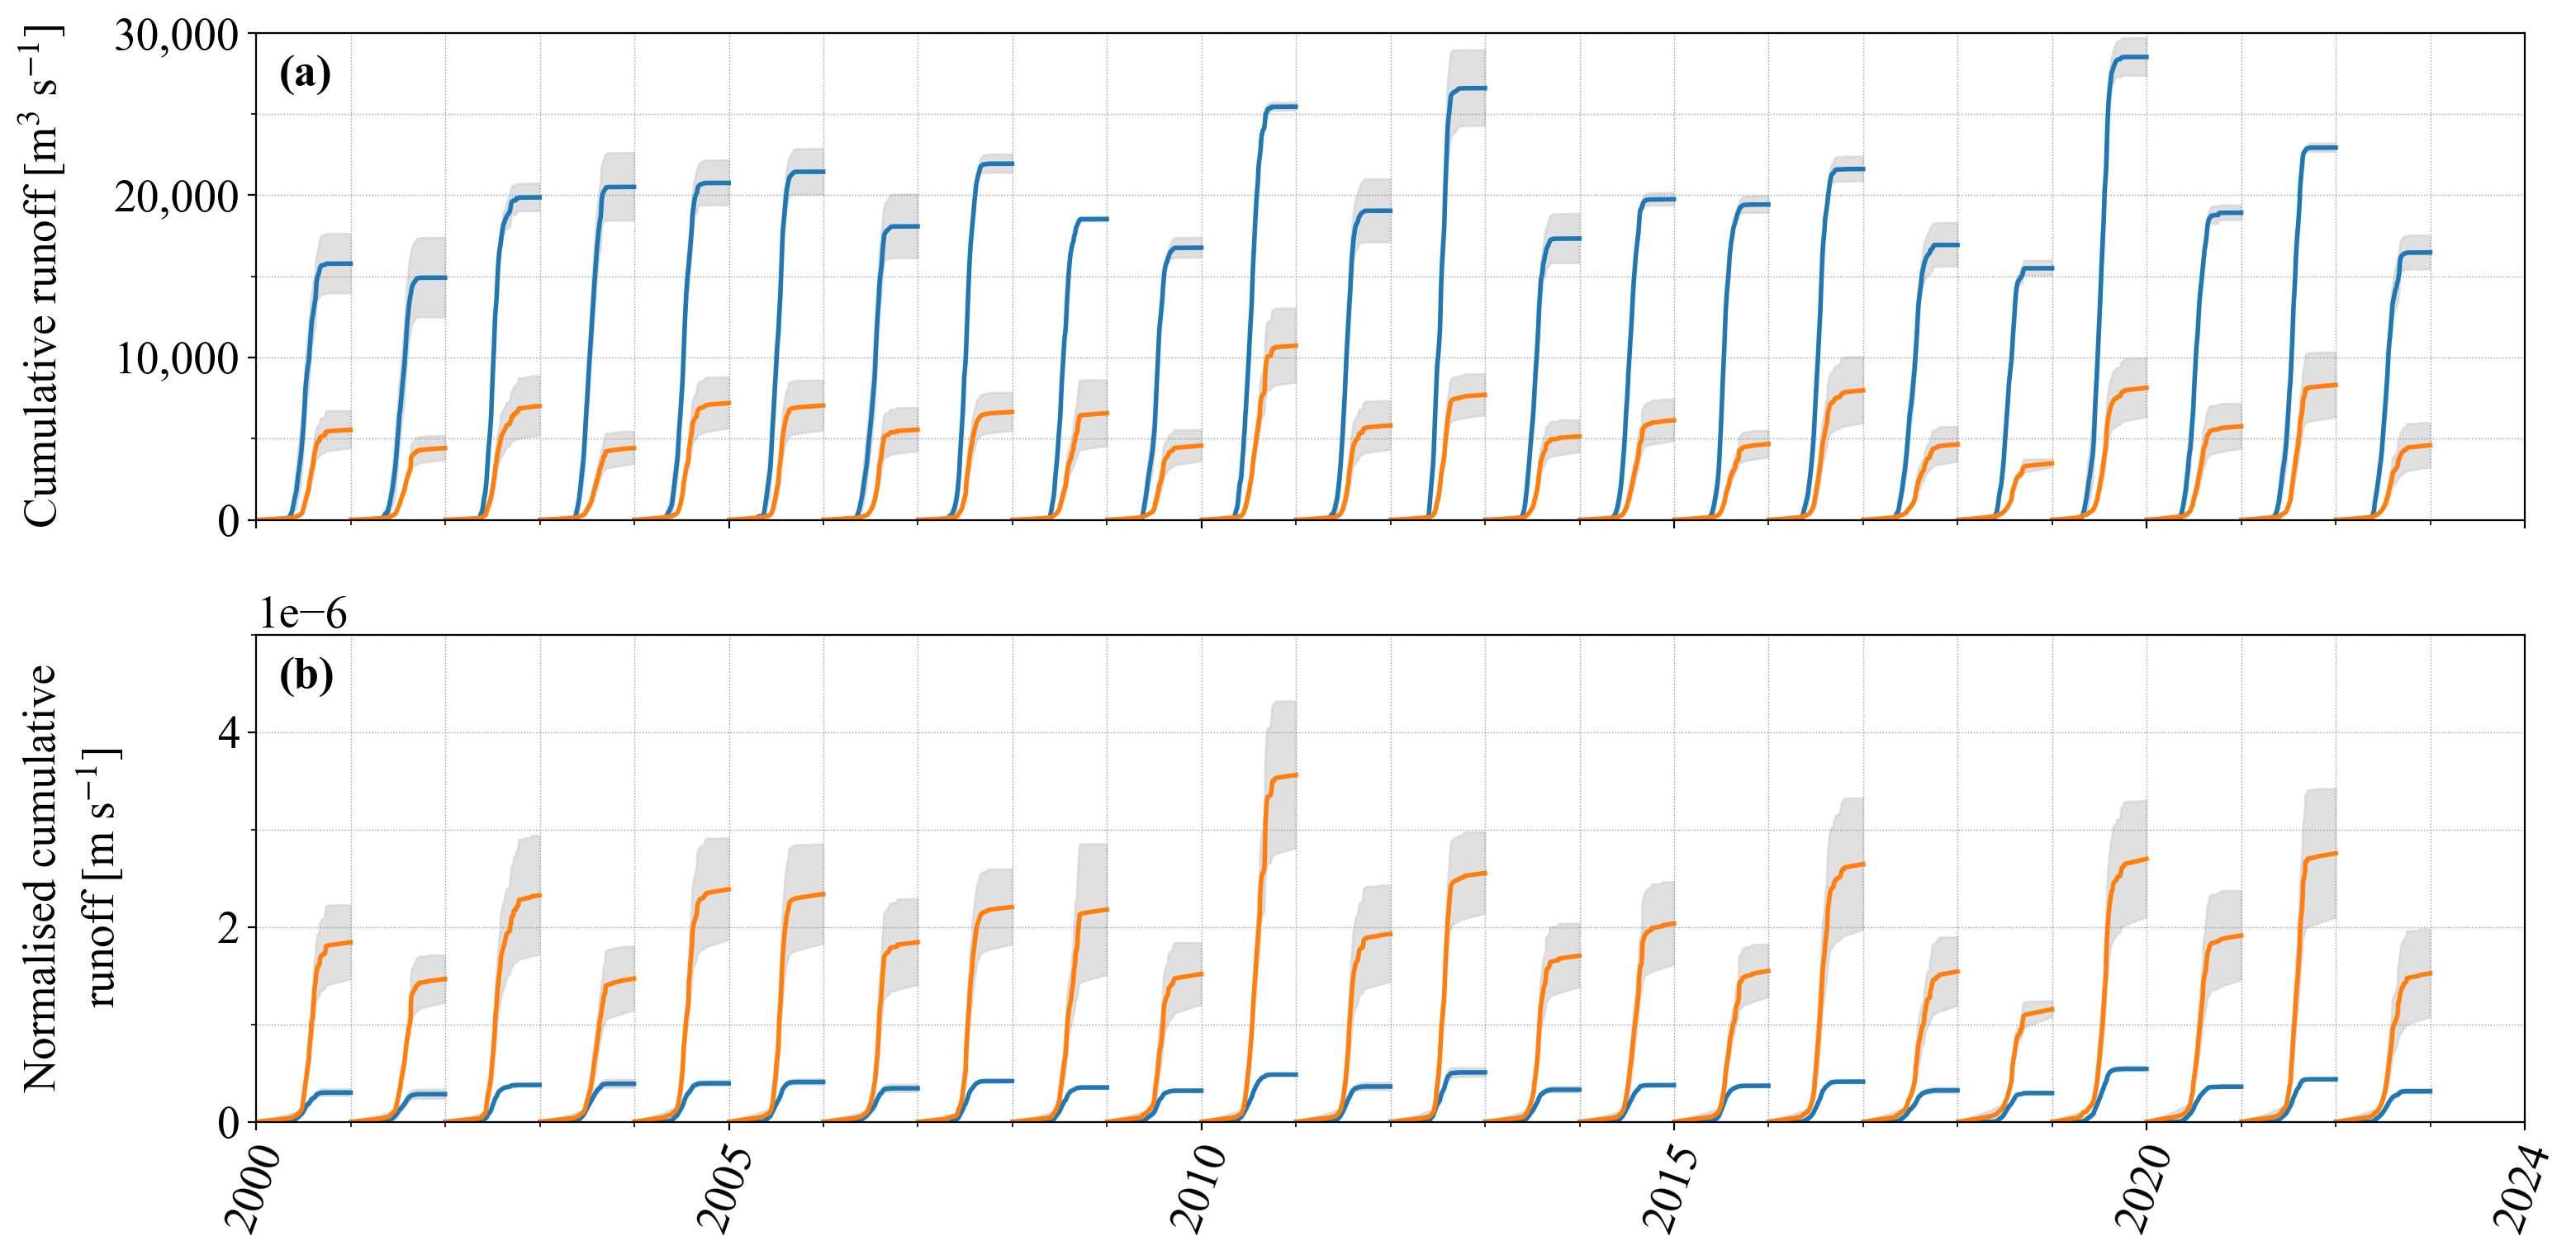 Cumulative runoff [m³ s⁻¹]
30,000
20,000
10,000
0
(a)
1e−6
Normalised cumulative
runoff [m s⁻¹]
4
2
0
(b)
2000
2005
2010
2015
2020
2024